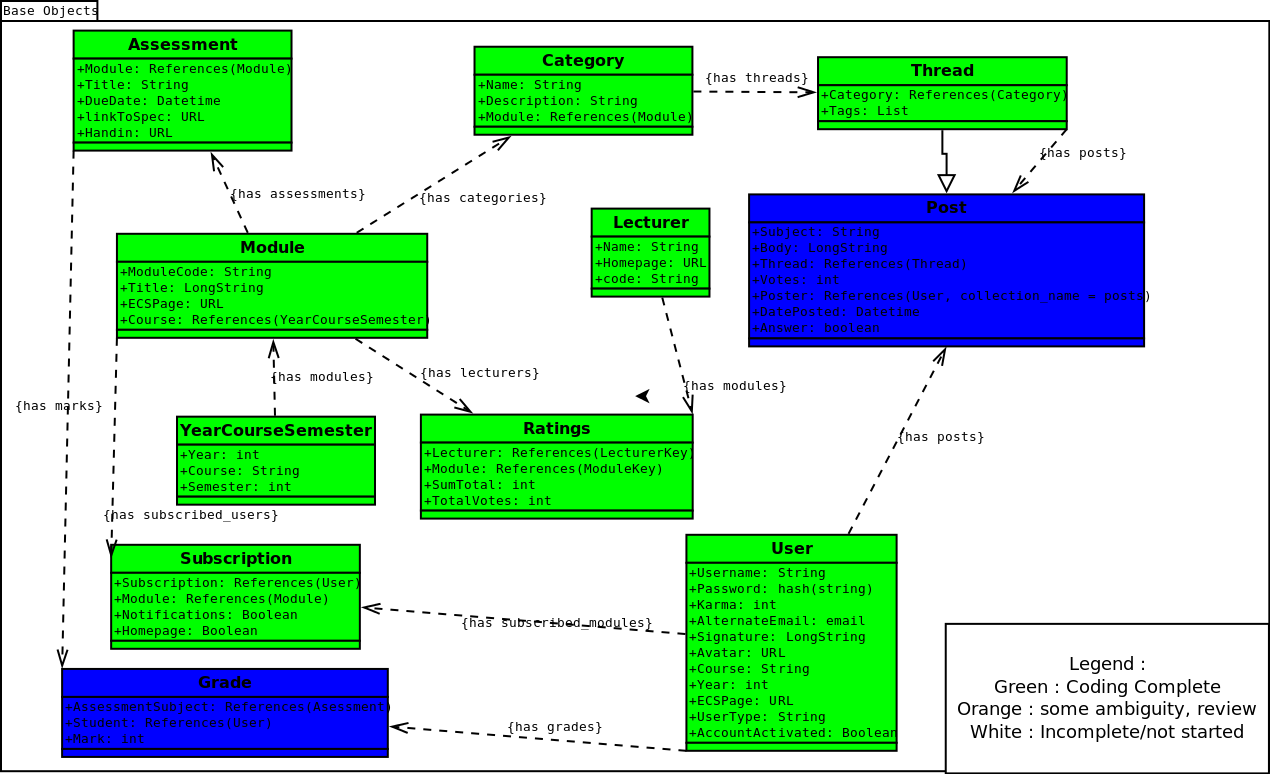 Base Objects
Assessment
+Module: References(Module)
+Title: String
+DueDate: Datetime
+linkToSpec: URL
+Handin: URL
Category
+Name: String
+Description: String
+Module: References(Module)
{has threads}
Thread
+Category: References(Category)
+Tags: List
{has posts}
{has assessments}
{has categories}
Post
+Subject: String
+Body: LongString
+Thread: References(Thread)
+Votes: int
+Poster: References(User, collection_name = posts)
+DatePosted: Datetime
+Answer: boolean
Lecturer
+Name: String
+Homepage: URL
+code: String
Module
+ModuleCode: String
+Title: LongString
+ECSPage: URL
+Course: References(YearCourseSemester)
{has modules}
{has lecturers}
{has modules}
{has marks}
YearCourseSemester
+Year: int
+Course: String
+Semester: int
Ratings
+Lecturer: References(LecturerKey)
+Module: References(ModuleKey)
+SumTotal: int
+TotalVotes: int
{has posts}
{has subscribed_users}
Subscription
+Subscription: References(User)
+Module: References(Module)
+Notifications: Boolean
+Homepage: Boolean
{has subscribed_modules}
User
+Username: String
+Password: hash(string)
+Karma: int
+AlternateEmail: email
+Signature: LongString
+Avatar: URL
+Course: String
+Year: int
+ECSPage: URL
+UserType: String
+AccountActivated: Boolean
Grade
+AssessmentSubject: References(Asessment)
+Student: References(User)
+Mark: int
{has grades}
Legend :
Green : Coding Complete
Orange : some ambiguity, review
White : Incomplete/not started